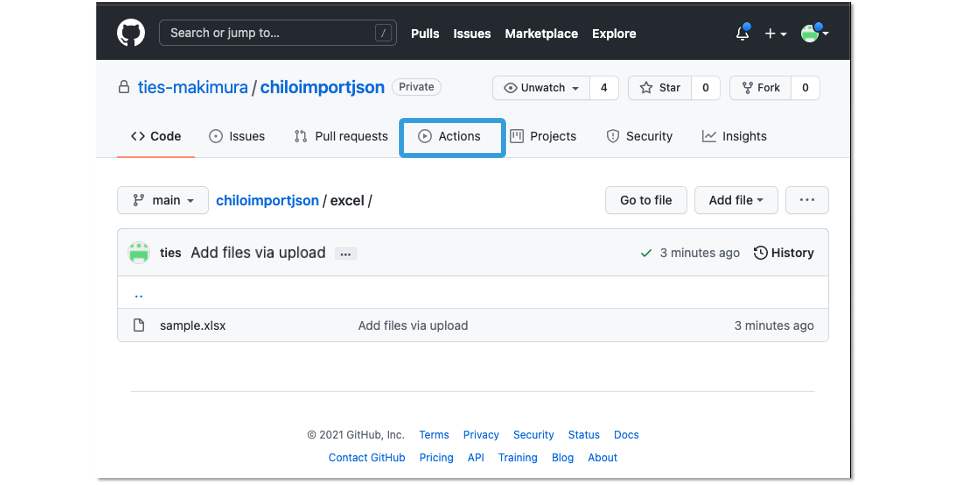 Search or jump to... / Pulls Issues Marketplace Explore
ties-makimura / chiloimportjson Private Unwatch 4 Star 0 Fork 0
Code Issues Pull requests Actions Projects Security Insights
main chiloimportjson / excel / Go to file Add file ...
ties Add files via upload ... 3 minutes ago History
..
sample.xlsx Add files via upload 3 minutes ago
© 2021 GitHub, Inc. Terms Privacy Security Status Docs
Contact GitHub Pricing API Training Blog About